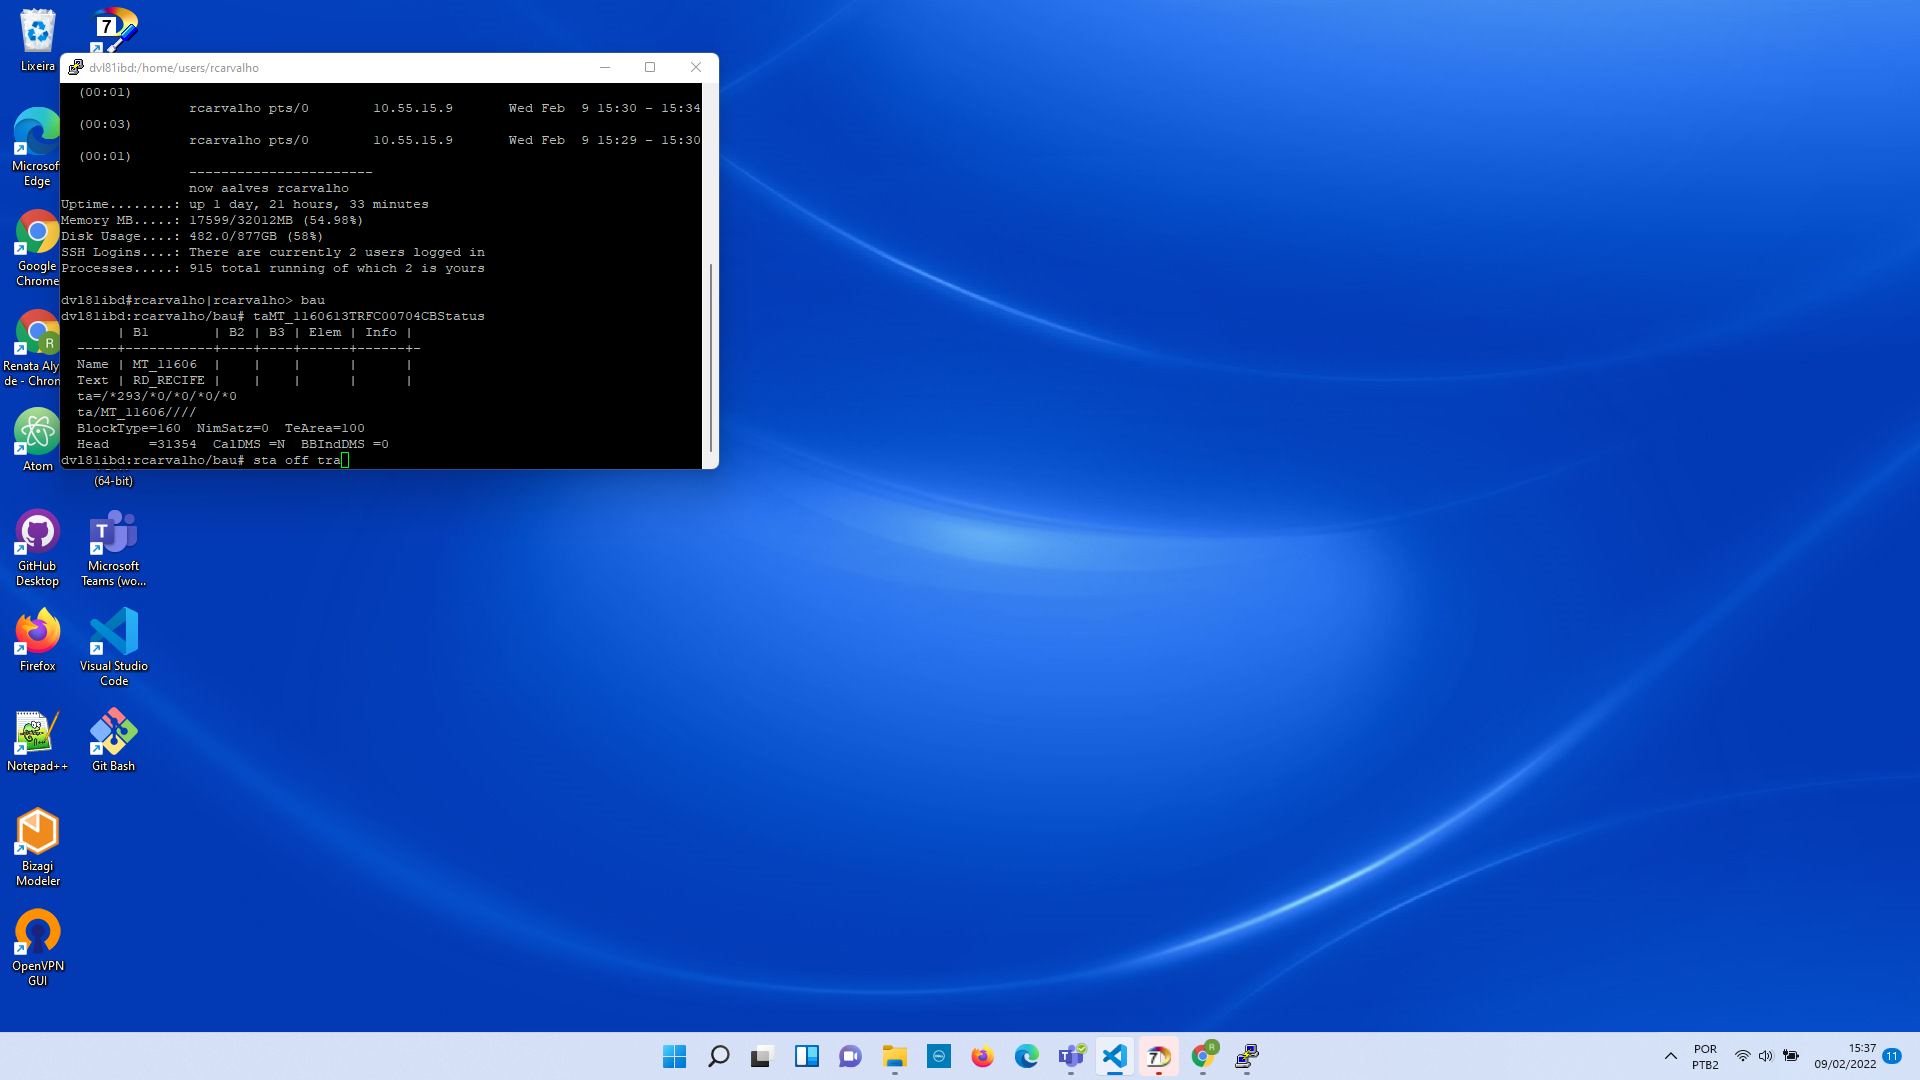 Lixeira
7
Microsof
Edge
Google
Chrome
R
Renata Aly
de - Chron
Atom
(64-bit)
GitHub
Desktop
T
Microsoft
Teams (wo...
Firefox
Visual Studio
Code
Notepad++
Git Bash
Bizagi
Modeler
OpenVPN
GUI
dvl81ibd:/home/users/rcarvalho
(00:01)
rcarvalho pts/0 10.55.15.9 Wed Feb 9 15:30 - 15:34
(00:03)
rcarvalho pts/0 10.55.15.9 Wed Feb 9 15:29 - 15:30
(00:01)
-----------------------
now aalves rcarvalho
Uptime........: up 1 day, 21 hours, 33 minutes
Memory MB.....: 17599/32012MB (54.98%)
Disk Usage....: 482.0/877GB (58%)
SSH Logins....: There are currently 2 users logged in
Processes.....: 915 total running of which 2 is yours
dvl81ibd#rcarvalho|rcarvalho> bau
dvl81ibd:rcarvalho/bau# taMT_1160613TRFC00704CBStatus
| B1 | B2 | B3 | Elem | Info |
-----+-----------+----+----+------+------+-
Name | MT_11606 | | | | |
Text | RD_RECIFE | | | | |
ta=/*293/*0/*0/*0/*0
ta/MT_11606////
BlockType=160 NimSatz=0 TeArea=100
Head =31354 CalDMS =N BBIndDMS =0
dvl81ibd:rcarvalho/bau# sta off tra
DELL
T
7
R
POR
PTB2
15:37
09/02/2022
11